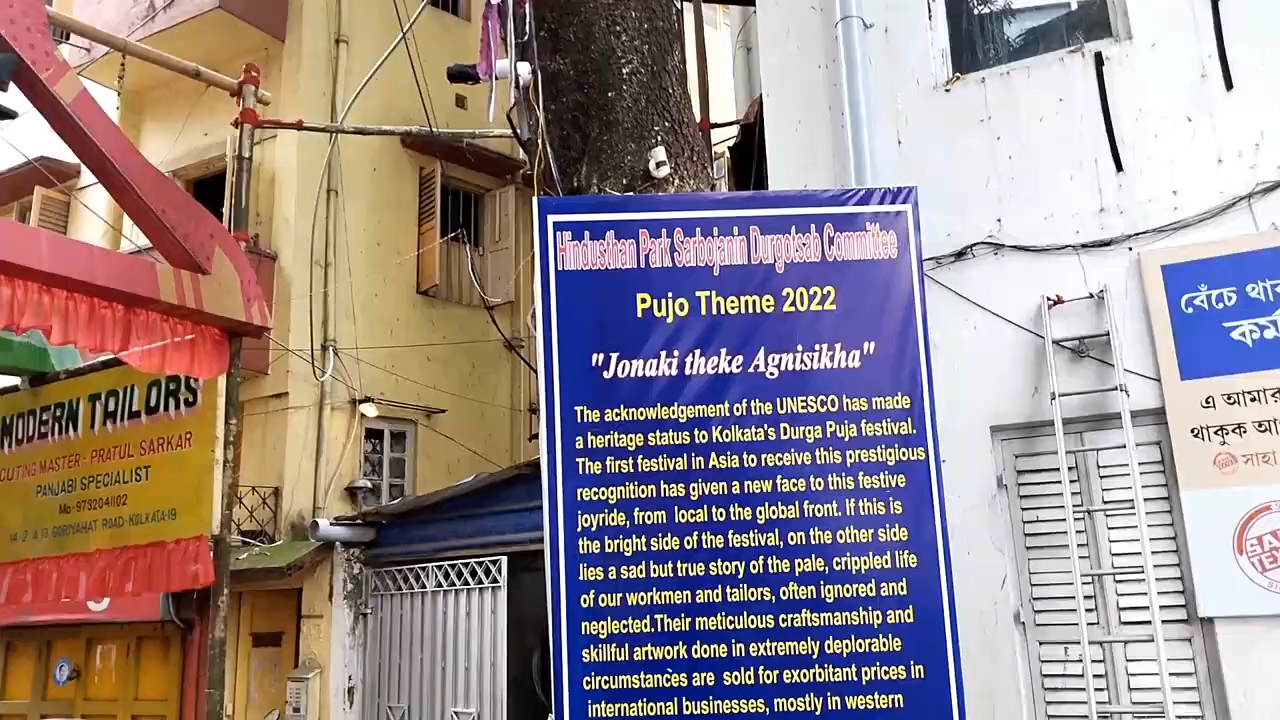 Hindusthan Park Sarbojanin Durgotsab Committee
Pujo Theme 2022
"Jonaki theke Agnisikha"
The acknowledgement of the UNESCO has made
a heritage status to Kolkata's Durga Puja festival.
The first festival in Asia to receive this prestigious
recognition has given a new face to this festive
joyride, from local to the global front. If this is
the bright side of the festival, on the other side
lies a sad but true story of the pale, crippled life
of our workmen and tailors, often ignored and
neglected.Their meticulous craftsmanship and
skillful artwork done in extremely deplorable
circumstances are sold for exorbitant prices in
international businesses, mostly in western
MODERN TAILORS
CUTING MASTER - PRATUL SARKAR
PANJABI SPECIALIST
Mo-9732041102
GORIYAHAT ROAD-KOLKATA-19
বেঁচে
এ আমার
থাকুক